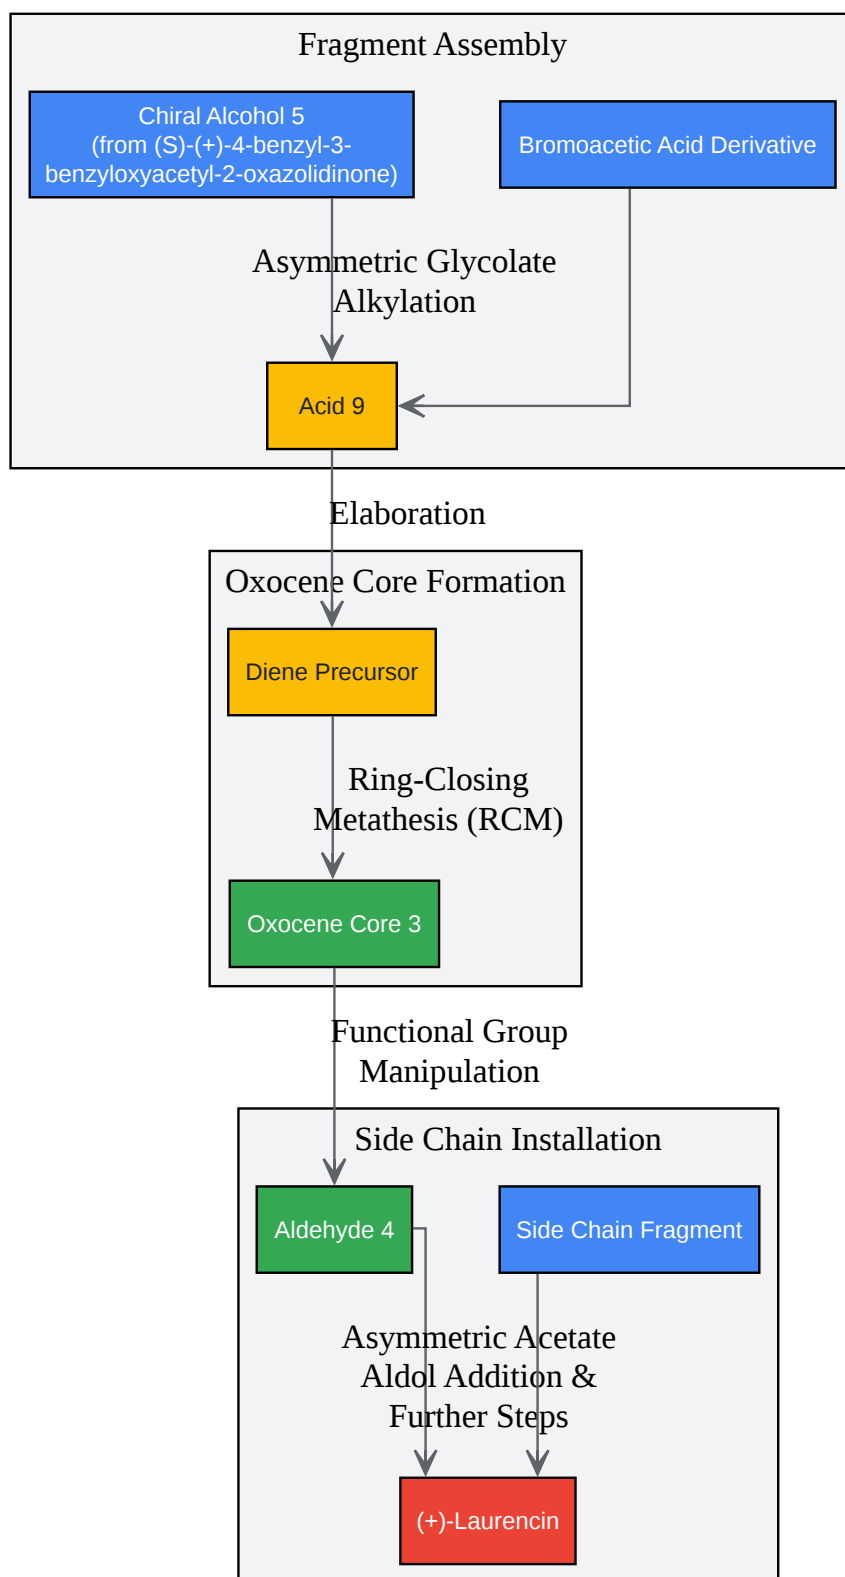 Fragment Assembly
Chiral Alcohol 5
(from (S)-(+)-4-benzyl-3-
benzyloxyacetyl-2-oxazolidinone)
Bromoacetic Acid Derivative
Asymmetric Glycolate
Alkylation
Acid 9
Elaboration
Oxocene Core Formation
Diene Precursor
Ring-Closing
Metathesis (RCM)
Oxocene Core 3
Functional Group
Manipulation
Side Chain Installation
Aldehyde 4
Side Chain Fragment
Asymmetric Acetate
Aldol Addition &
Further Steps
(+)-Laurencin